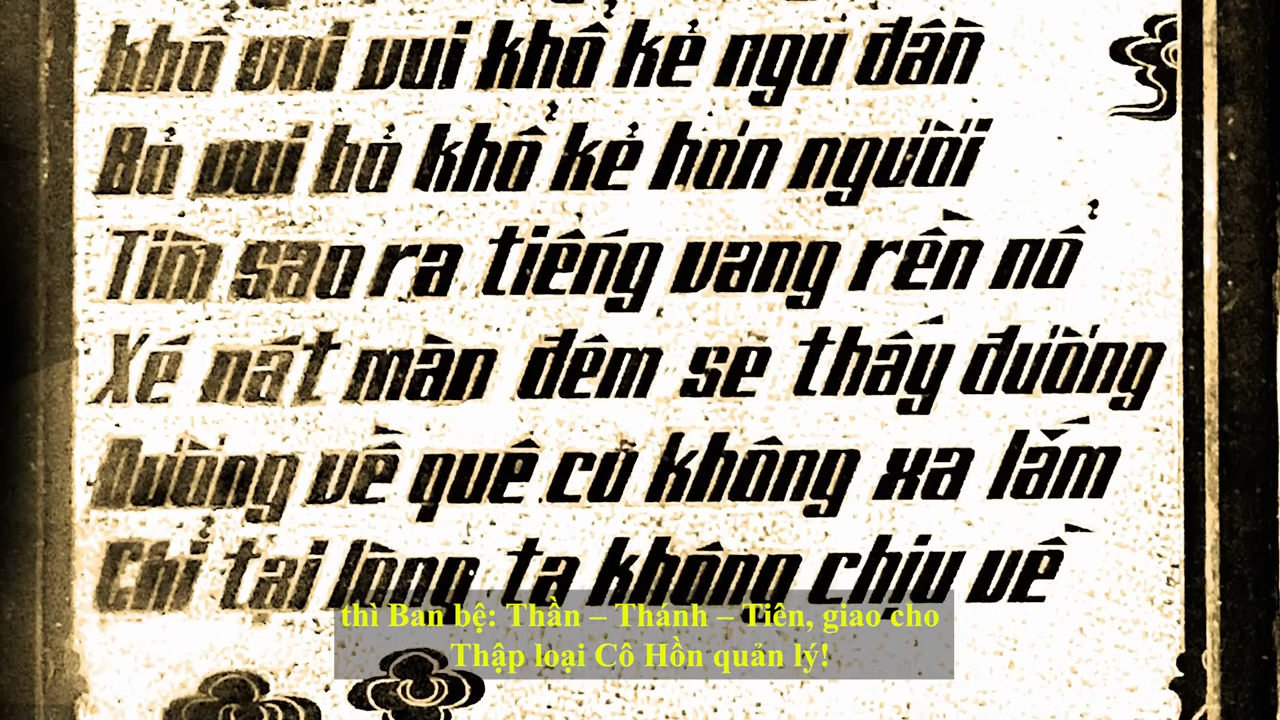 khổ vui vui khổ kẻ ngu đần
Bỏ vui bỏ khổ kẻ hơn người
Tìm sao ra tiếng vang rền nổ
Xé nát màn đêm sẽ thấy đường
Đường về quê cũ không xa lắm
Chỉ tại lòng ta không chịu về
thì Ban bệ: Thần – Thánh – Tiên, giao cho
Thập loại Cô Hồn quản lý!